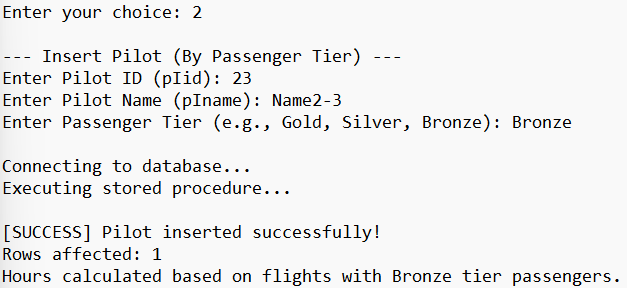 Enter your choice: 2
--- Insert Pilot (By Passenger Tier) ---
Enter Pilot ID (pIid): 23
Enter Pilot Name (pIname): Name2-3
Enter Passenger Tier (e.g., Gold, Silver, Bronze): Bronze
Connecting to database...
Executing stored procedure...
[SUCCESS] Pilot inserted successfully!
Rows affected: 1
Hours calculated based on flights with Bronze tier passengers.